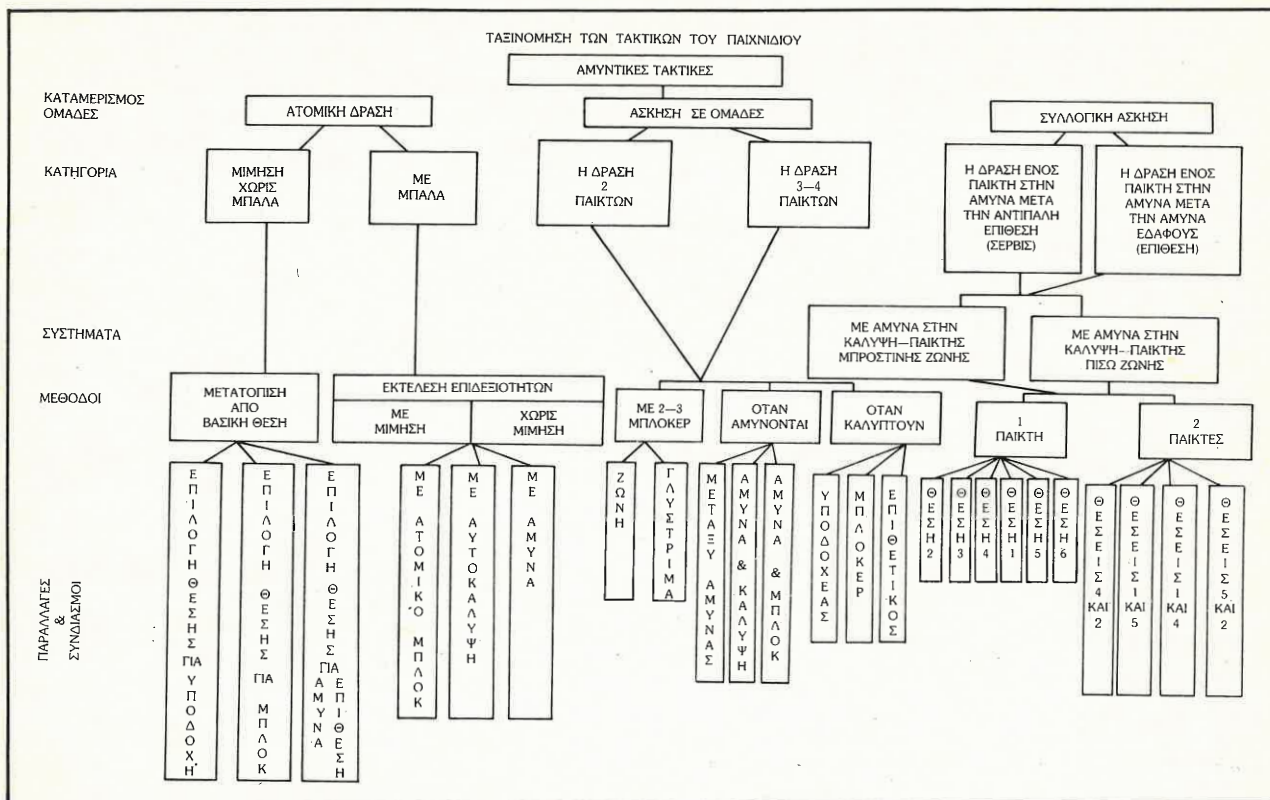 ΤΑΞΙΝΟΜΗΣΗ ΤΩΝ ΤΑΚΤΙΚΩΝ ΤΟΥ ΠΑΙΧΝΙΔΙΟΥ
ΑΜΥΝΤΙΚΕΣ ΤΑΚΤΙΚΕΣ
ΚΑΤΑΜΕΡΙΣΜΟΣ
ΟΜΑΔΕΣ
ΑΤΟΜΙΚΗ ΔΡΑΣΗ
ΑΣΚΗΣΗ ΣΕ ΟΜΑΔΕΣ
ΣΥΛΛΟΓΙΚΗ ΑΣΚΗΣΗ
ΚΑΤΗΓΟΡΙΑ
ΜΙΜΗΣΗ
ΧΩΡΙΣ
ΜΠΑΛΑ
ΜΕ
ΜΠΑΛΑ
Η ΔΡΑΣΗ
2
ΠΑΙΚΤΩΝ
Η ΔΡΑΣΗ
3—4
ΠΑΙΚΤΩΝ
Η ΔΡΑΣΗ ΕΝΟΣ
ΠΑΙΚΤΗ ΣΤΗΝ
ΑΜΥΝΑ ΜΕΤΑ
ΤΗΝ ΑΝΤΙΠΑΛΗ
ΕΠΙΘΕΣΗ
(ΣΕΡΒΙΣ)
Η ΔΡΑΣΗ ΕΝΟΣ
ΠΑΙΚΤΗ ΣΤΗΝ
ΑΜΥΝΑ ΜΕΤΑ
ΤΗΝ ΑΜΥΝΑ
ΕΔΑΦΟΥΣ
(ΕΠΙΘΕΣΗ)
ΣΥΣΤΗΜΑΤΑ
ΜΕ ΑΜΥΝΑ ΣΤΗΝ
ΚΑΛΥΨΗ—ΠΑΙΚΤΗΣ
ΜΠΡΟΣΤΙΝΗΣ ΖΩΝΗΣ
ΜΕ ΑΜΥΝΑ ΣΤΗΝ
ΚΑΛΥΨΗ—ΠΑΙΚΤΗΣ
ΠΙΣΩ ΖΩΝΗΣ
ΜΕΘΟΔΟΙ
ΜΕΤΑΤΟΠΙΣΗ
ΑΠΟ
ΒΑΣΙΚΗ ΘΕΣΗ
ΕΚΤΕΛΕΣΗ ΕΠΙΔΕΞΙΟΤΗΤΩΝ
ΜΕ
ΜΙΜΗΣΗ
ΧΩΡΙΣ
ΜΙΜΗΣΗ
ΜΕ 2—3
ΜΠΛΟΚΕΡ
ΟΤΑΝ
ΑΜΥΝΟΝΤΑΙ
ΟΤΑΝ
ΚΑΛΥΠΤΟΥΝ
1
ΠΑΙΚΤΗ
2
ΠΑΙΚΤΕΣ
ΠΑΡΑΛΛΑΓΕΣ
&
ΣΥΝΔΙΑΣΜΟΙ
ΕΠΙΛΟΓΗ ΘΕΣΗΣ ΓΙΑ ΥΠΟΔΟΧΗ
ΕΠΙΛΟΓΗ ΘΕΣΗΣ ΓΙΑ ΜΠΛΟΚ
ΕΠΙΛΟΓΗ ΘΕΣΗΣ ΓΙΑ
ΑΜΥΝΑ
ΕΠΙΘΕΣΗ
ΜΕ ΑΤΟΜΙΚΟ ΜΠΛΟΚ
ΜΕ ΑΥΤΟΚΑΛΥΨΗ
ΜΕ ΑΜΥΝΑ
ΖΩΝΗ
ΓΛΥΣΤΡΙΜΑ
ΜΕΤΑΞΥ ΑΜΥΝΑΣ
ΑΜΥΝΑ & ΚΑΛΥΨΗ
ΑΜΥΝΑ & ΜΠΛΟΚ
ΥΠΟΔΟΧΕΑΣ
ΜΠΛΟΚΕΡ
ΕΠΙΘΕΤΙΚΟΣ
ΘΕΣΗ 2
ΘΕΣΗ 3
ΘΕΣΗ 4
ΘΕΣΗ 1
ΘΕΣΗ 5
ΘΕΣΗ 6
ΘΕΣΕΙΣ 4 ΚΑΙ 2
ΘΕΣΕΙΣ 1 ΚΑΙ 5
ΘΕΣΕΙΣ 1 ΚΑΙ 4
ΘΕΣΕΙΣ 5 ΚΑΙ 2